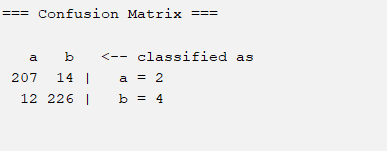 === Confusion Matrix ===
a b <-- classified as
207 14 | a = 2
12 226 | b = 4